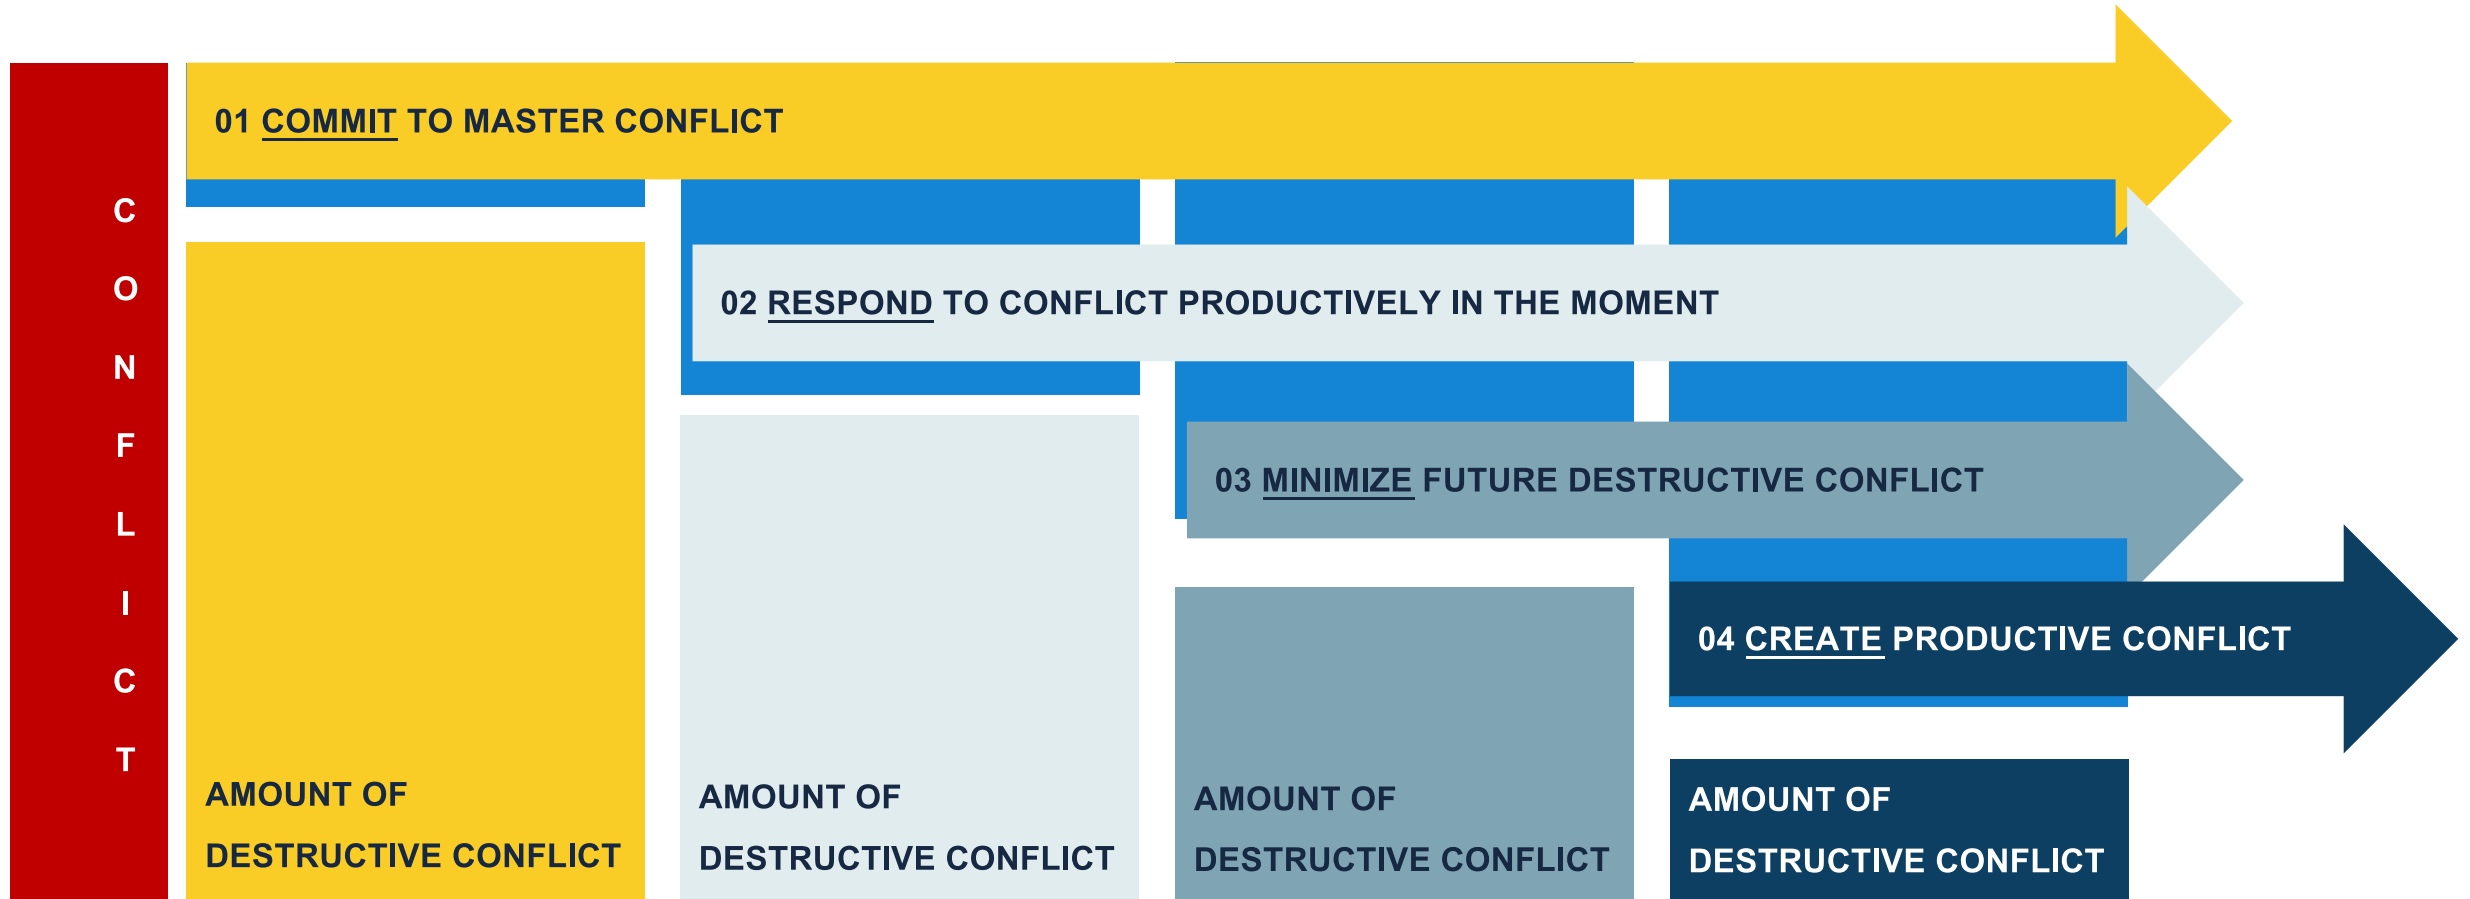 CONFLICT
01 COMMIT TO MASTER CONFLICT
02 RESPOND TO CONFLICT PRODUCTIVELY IN THE MOMENT
03 MINIMIZE FUTURE DESTRUCTIVE CONFLICT
04 CREATE PRODUCTIVE CONFLICT
AMOUNT OF
DESTRUCTIVE CONFLICT
AMOUNT OF
DESTRUCTIVE CONFLICT
AMOUNT OF
DESTRUCTIVE CONFLICT
AMOUNT OF
DESTRUCTIVE CONFLICT